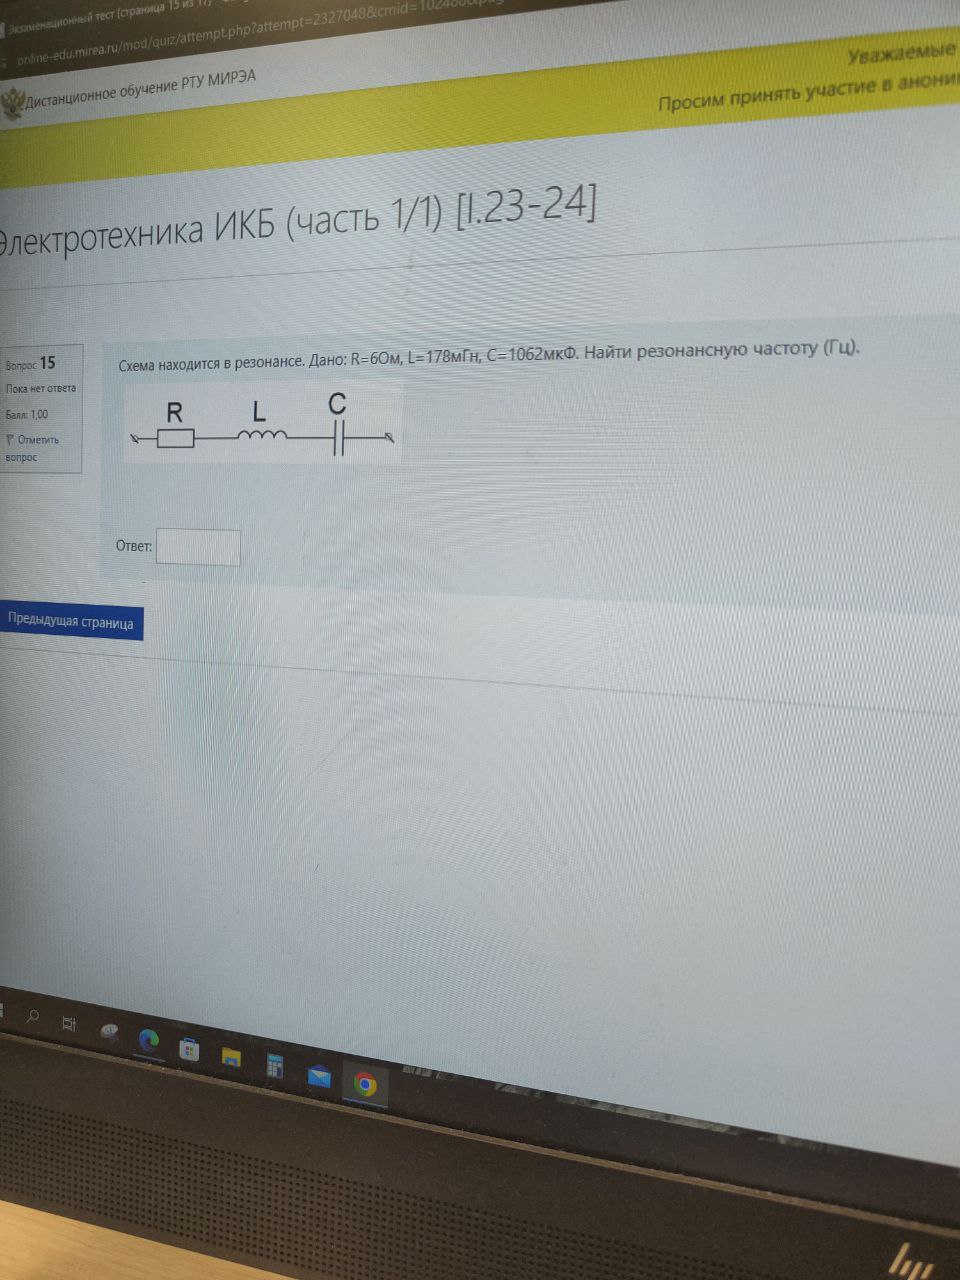 Экзаменационный тест (страница 15 из 17)
online-edu.mirea.ru/mod/quiz/attempt.php?attempt=2327048&cmid=102488
Дистанционное обучение РТУ МИРЭА
Уважаемые
Просим принять участие в
Электротехника ИКБ (часть 1/1) [I.23-24]
Вопрос 15
Пока нет ответа
Балл: 1,00
Отметить
вопрос
Схема находится в резонансе. Дано: R=6Ом, L=178мГн, C=1062мкФ. Найти резонансную частоту (Гц).
R L C
Ответ:
Предыдущая страница
hp